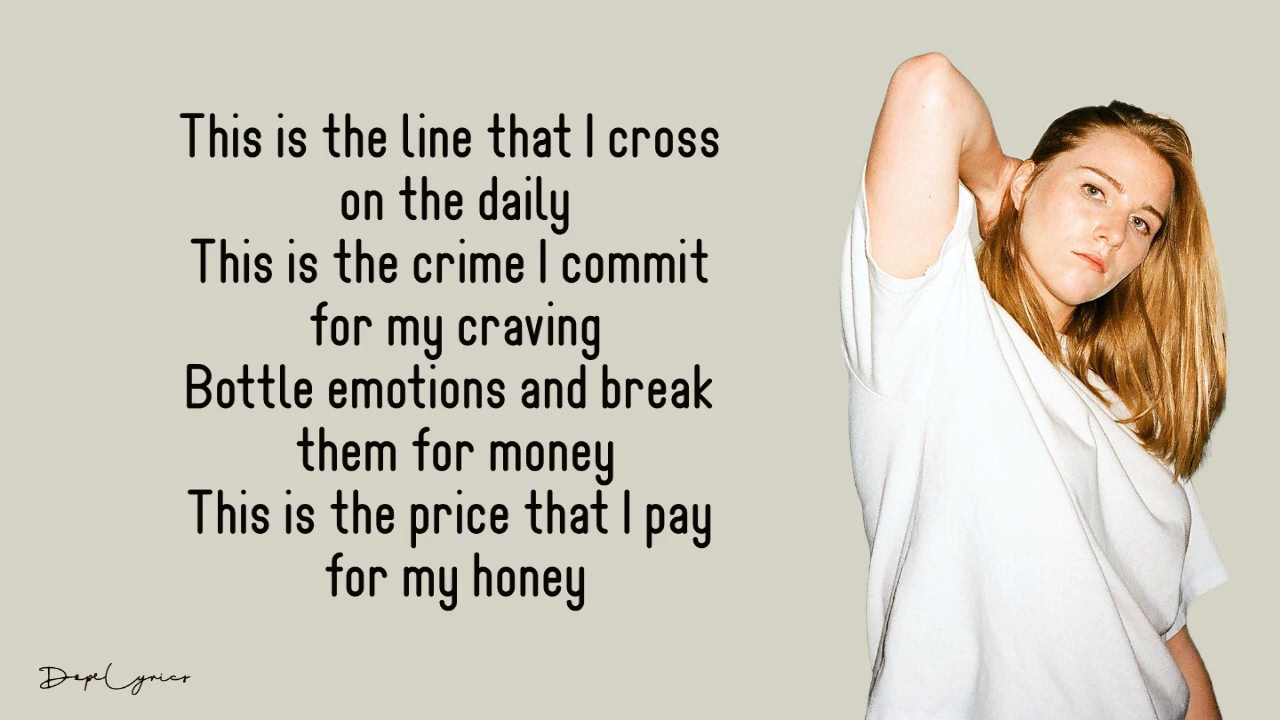 This is the line that I cross
on the daily
This is the crime I commit
for my craving
Bottle emotions and break
them for money
This is the price that I pay
for my honey
DopeLyrics